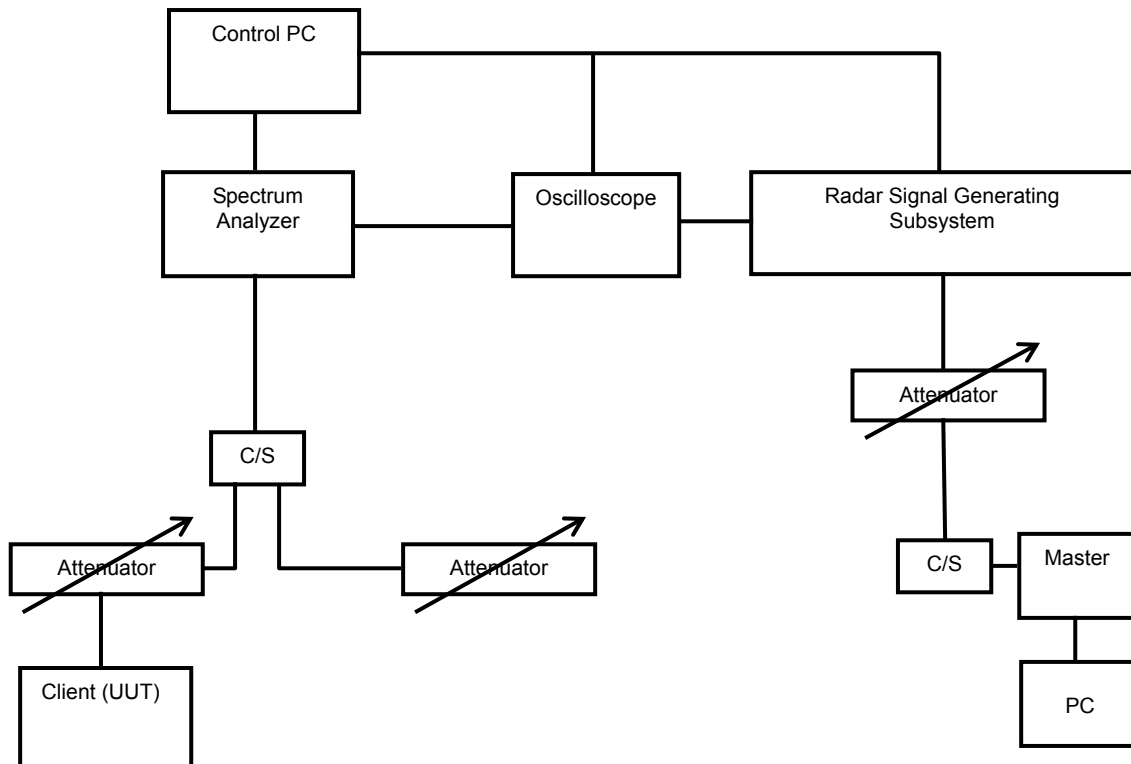 Control PC
Spectrum
Analyzer
Oscilloscope
Radar Signal Generating
Subsystem
Attenuator
C/S
Attenuator
Attenuator
C/S
Master
Client (UUT)
PC